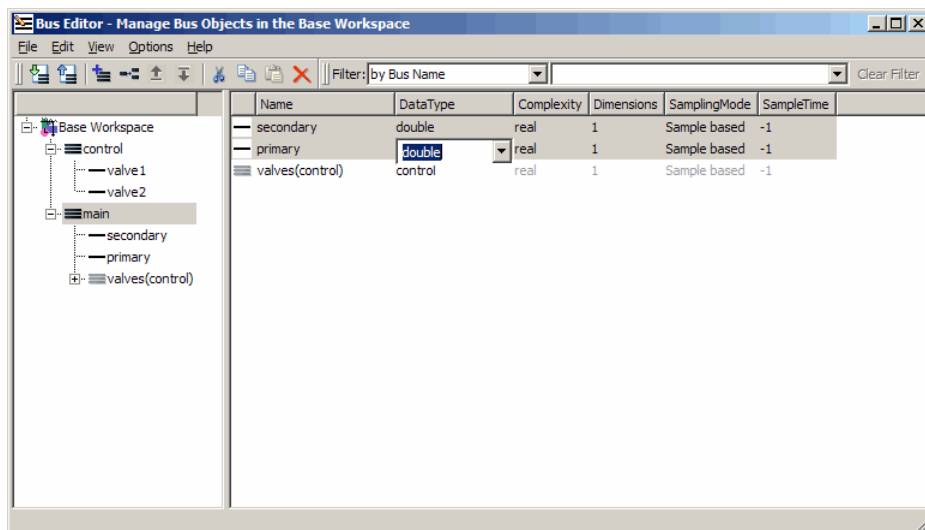 Bus Editor - Manage Bus Objects in the Base Workspace
File Edit View Options Help
Filter: by Bus Name Clear Filter
Name DataType Complexity Dimensions SamplingMode SampleTime
Base Workspace
control
valve1
valve2
main
secondary
primary
valves(control)
secondary double real 1 Sample based -1
primary double real 1 Sample based -1
valves(control) control real 1 Sample based -1